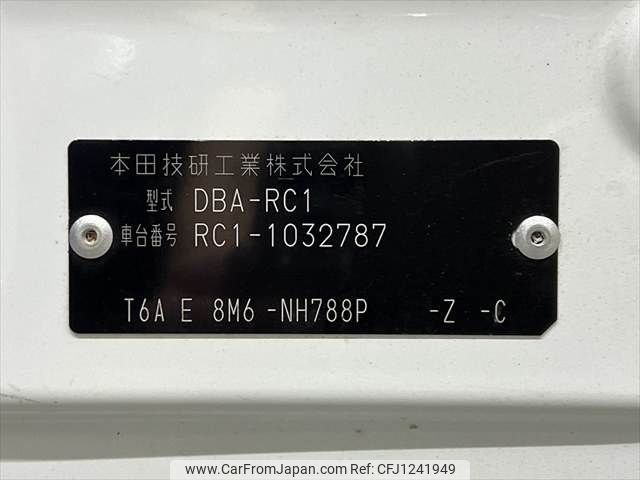 本田技研工業株式会社
型式 DBA-RC1
車台番号 RC1-1032787
T6A E 8M6 -NH788P -Z -C
www.CarFromJapan.com | CFJ1241949